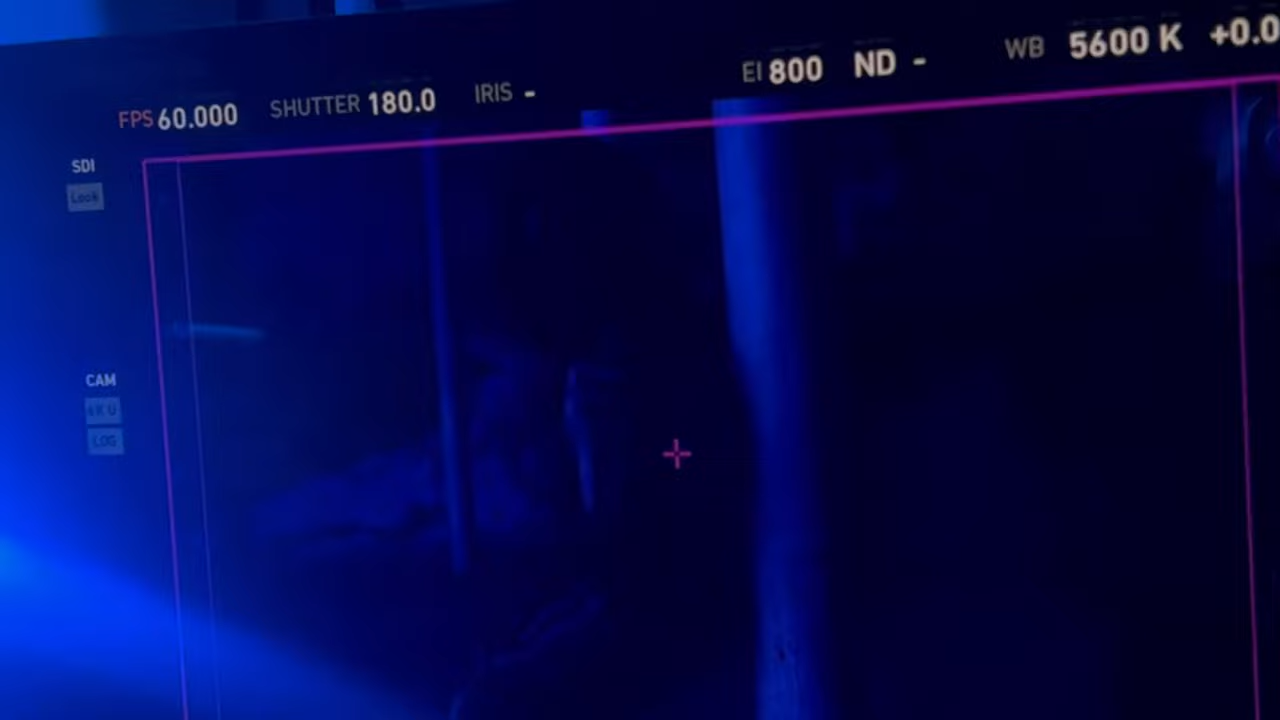 FPS 60.000 SHUTTER 180.0 IRIS - EI 800 ND - WB 5600 K +0.0
SDI
Look
CAM
LOG